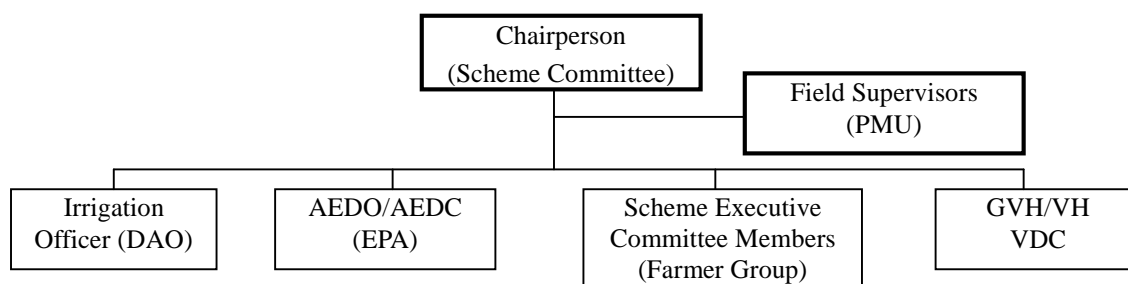 Chairperson
(Scheme Committee)
Field Supervisors
(PMU)
Irrigation
Officer (DAO)
AEDO/AEDC
(EPA)
Scheme Executive
Committee Members
(Farmer Group)
GVH/VH
VDC